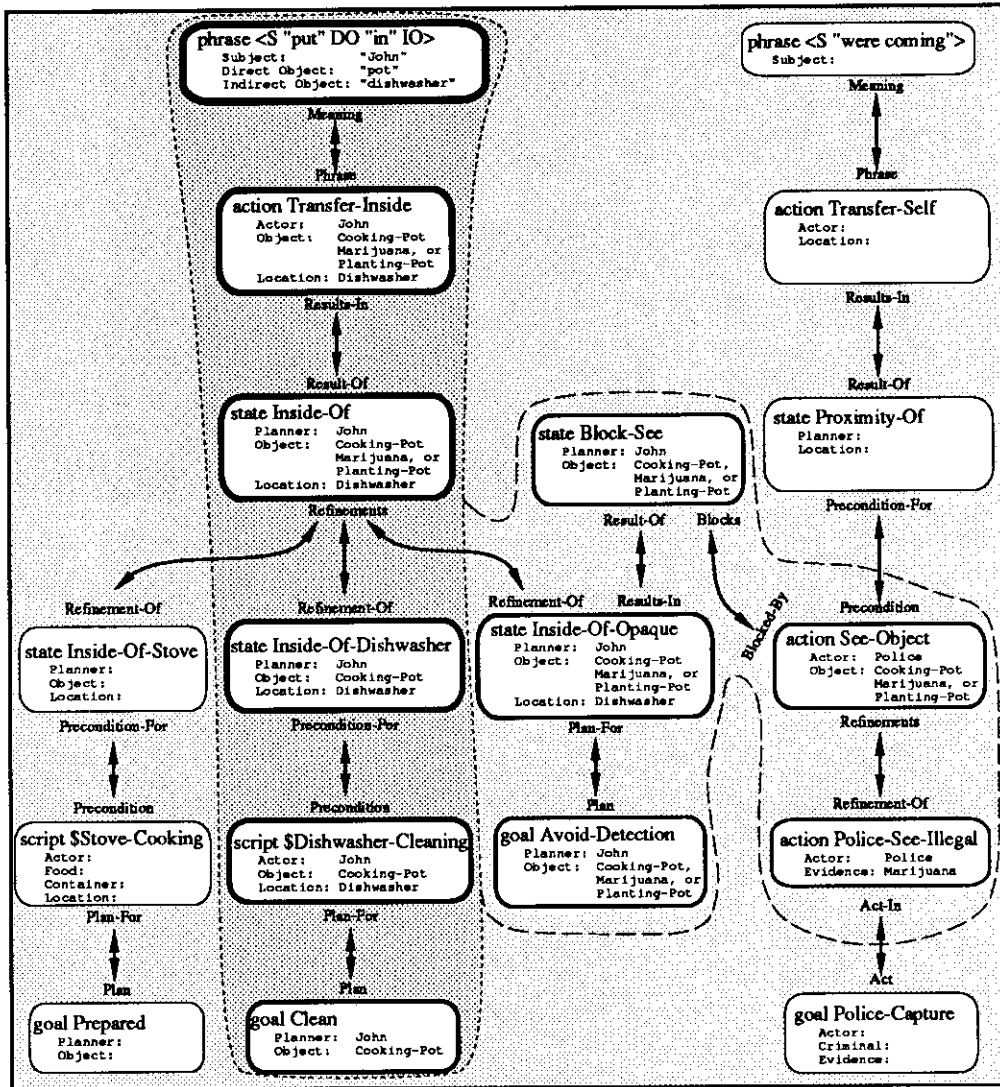 phrase <S "put" DO "in" IO>
Subject: "John"
Direct Object: "pot"
Indirect Object: "dishwasher"
Meaning
Phrase
action Transfer-Inside
Actor: John
Object: Cooking-Pot
Marijuana, or
Planting-Pot
Location: Dishwasher
Results-In
Result-Of
state Inside-Of
Planner: John
Object: Cooking-Pot
Marijuana, or
Planting-Pot
Location: Dishwasher
Refinements
phrase <S "were coming">
Subject:
Meaning
Phrase
action Transfer-Self
Actor:
Location:
Results-In
Result-Of
state Proximity-Of
Planner:
Location:
Precondition-For
state Block-See
Planner: John
Object: Cooking-Pot,
Marijuana, or
Planting-Pot
Result-Of Blocks
Refinement-Of
state Inside-Of-Stove
Planner:
Object:
Location:
Precondition-For
Precondition
script $Stove-Cooking
Actor:
Food:
Container:
Location:
Plan-For
Plan
goal Prepared
Planner:
Object:
Refinement-Of
state Inside-Of-Dishwasher
Planner: John
Object: Cooking-Pot
Location: Dishwasher
Precondition-For
Precondition
script $Dishwasher-Cleaning
Actor: John
Object: Cooking-Pot
Location: Dishwasher
Plan-For
Plan
goal Clean
Planner: John
Object: Cooking-Pot
Refinement-Of Results-In
state Inside-Of-Opaque
Planner: John
Object: Cooking-Pot
Marijuana, or
Planting-Pot
Location: Dishwasher
Plan-For
Plan
goal Avoid-Detection
Planner: John
Object: Cooking-Pot,
Marijuana, or
Planting-Pot
Blocked-By
Precondition
action See-Object
Actor: Police
Object: Cooking-Pot
Marijuana, or
Planting-Pot
Refinements
Refinement-Of
action Police-See-Illegal
Actor: Police
Evidence: Marijuana
Act-In
Act
goal Police-Capture
Actor:
Criminal:
Evidence: